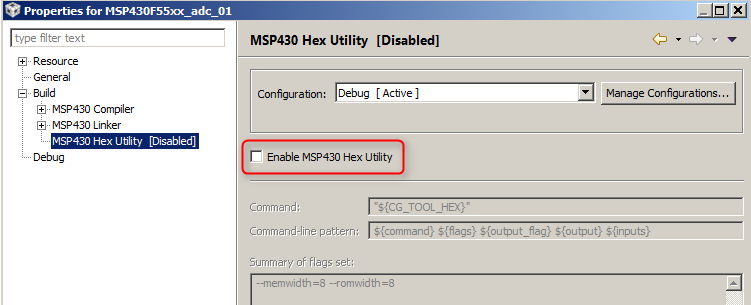 Properties for MSP430F55xx_adc_01
type filter text
MSP430 Hex Utility [Disabled]
Resource
General
Build
MSP430 Compiler
MSP430 Linker
MSP430 Hex Utility [Disabled]
Debug
Configuration:
Debug [ Active ]
Manage Configurations...
Enable MSP430 Hex Utility
Command:
"${CG_TOOL_HEX}"
Command-line pattern:
${command} ${flags} ${output_flag} ${output} ${inputs}
Summary of flags set:
--memwidth=8 --romwidth=8